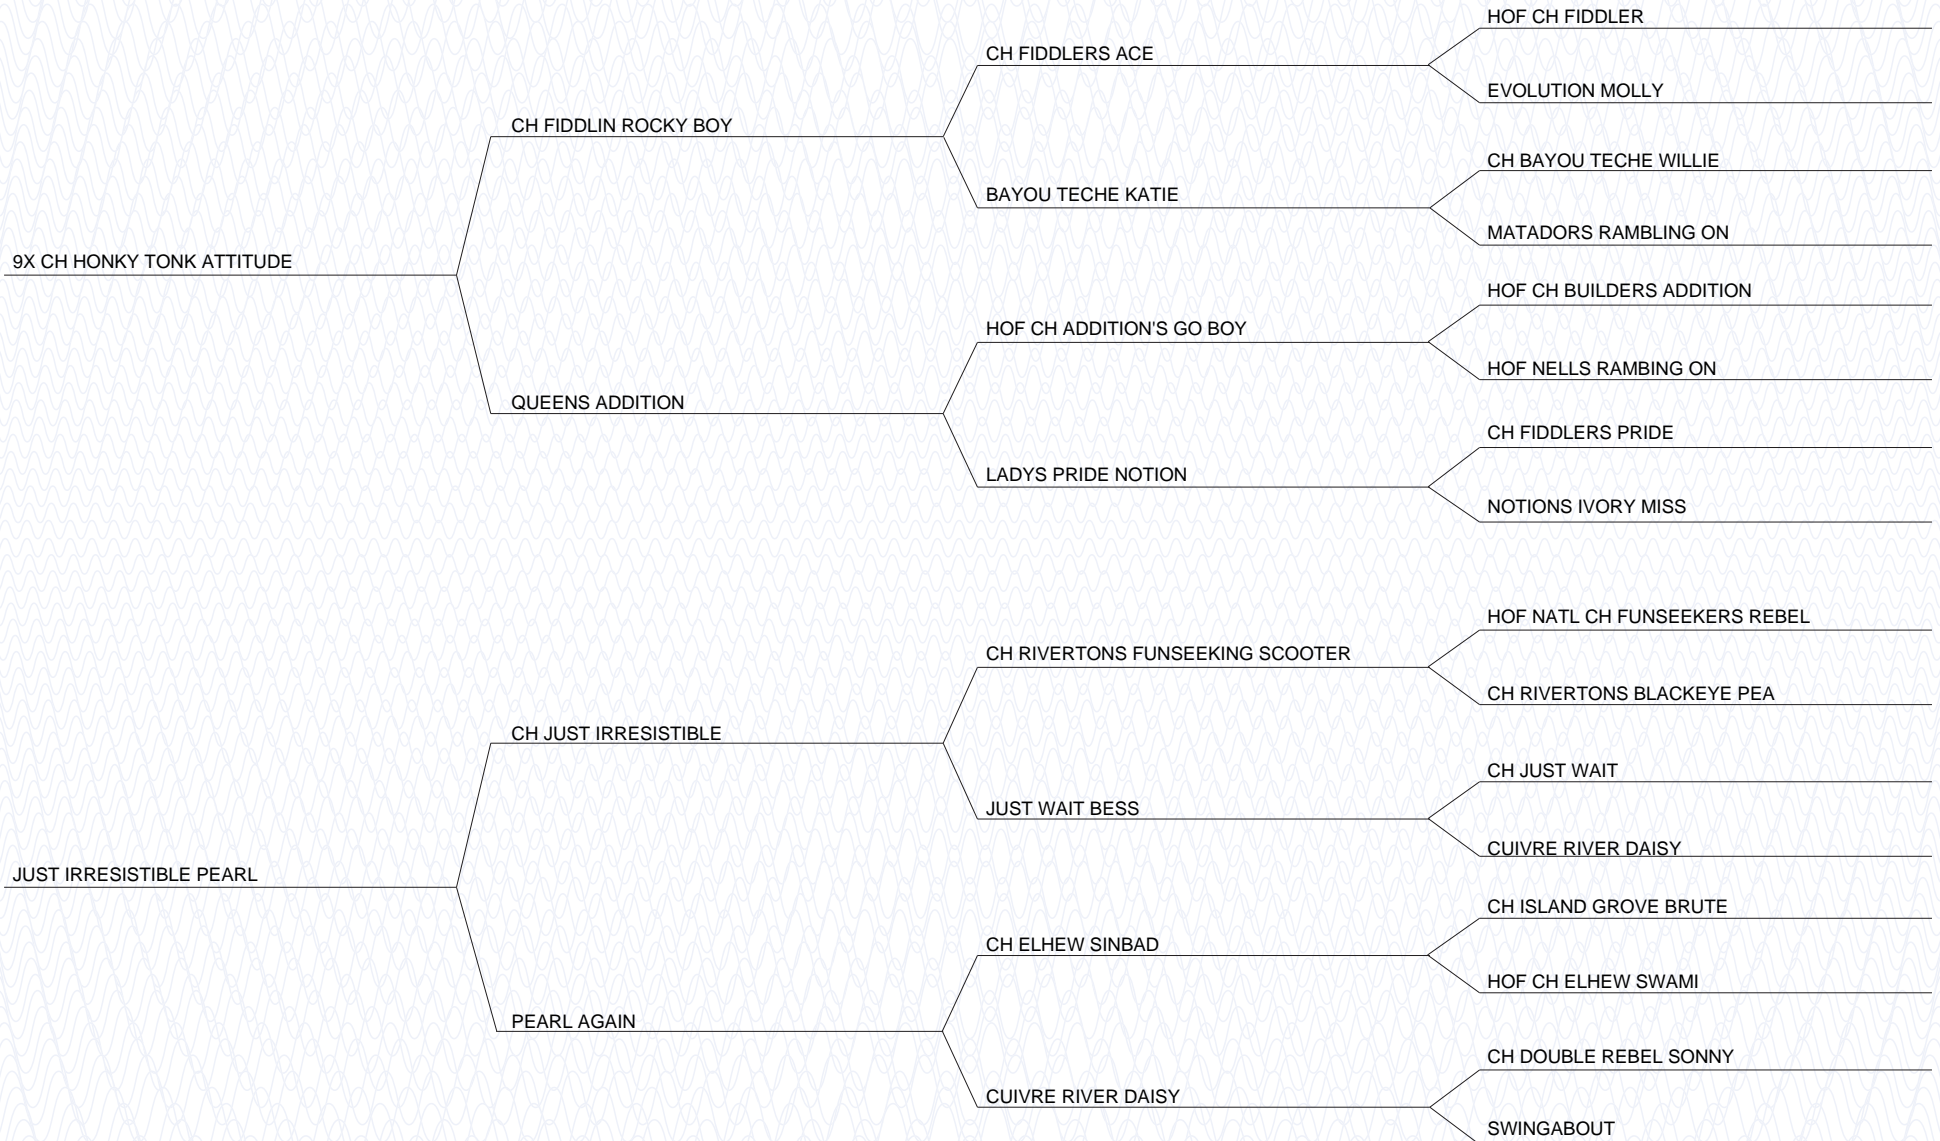 HOF CH FIDDLER
CH FIDDLERS ACE
EVOLUTION MOLLY
CH FIDDLIN ROCKY BOY
CH BAYOU TECHE WILLIE
BAYOU TECHE KATIE
MATADORS RAMBLING ON
9X CH HONKY TONK ATTITUDE
HOF CH BUILDERS ADDITION
HOF CH ADDITION'S GO BOY
HOF NELLS RAMBING ON
QUEENS ADDITION
CH FIDDLERS PRIDE
LADYS PRIDE NOTION
NOTIONS IVORY MISS
HOF NATL CH FUNSEEKERS REBEL
CH RIVERTONS FUNSEEKING SCOOTER
CH RIVERTONS BLACKEYE PEA
CH JUST IRRESISTIBLE
CH JUST WAIT
JUST WAIT BESS
CUIVRE RIVER DAISY
JUST IRRESISTIBLE PEARL
CH ISLAND GROVE BRUTE
CH ELHEW SINBAD
HOF CH ELHEW SWAMI
PEARL AGAIN
CH DOUBLE REBEL SONNY
CUIVRE RIVER DAISY
SWINGABOUT